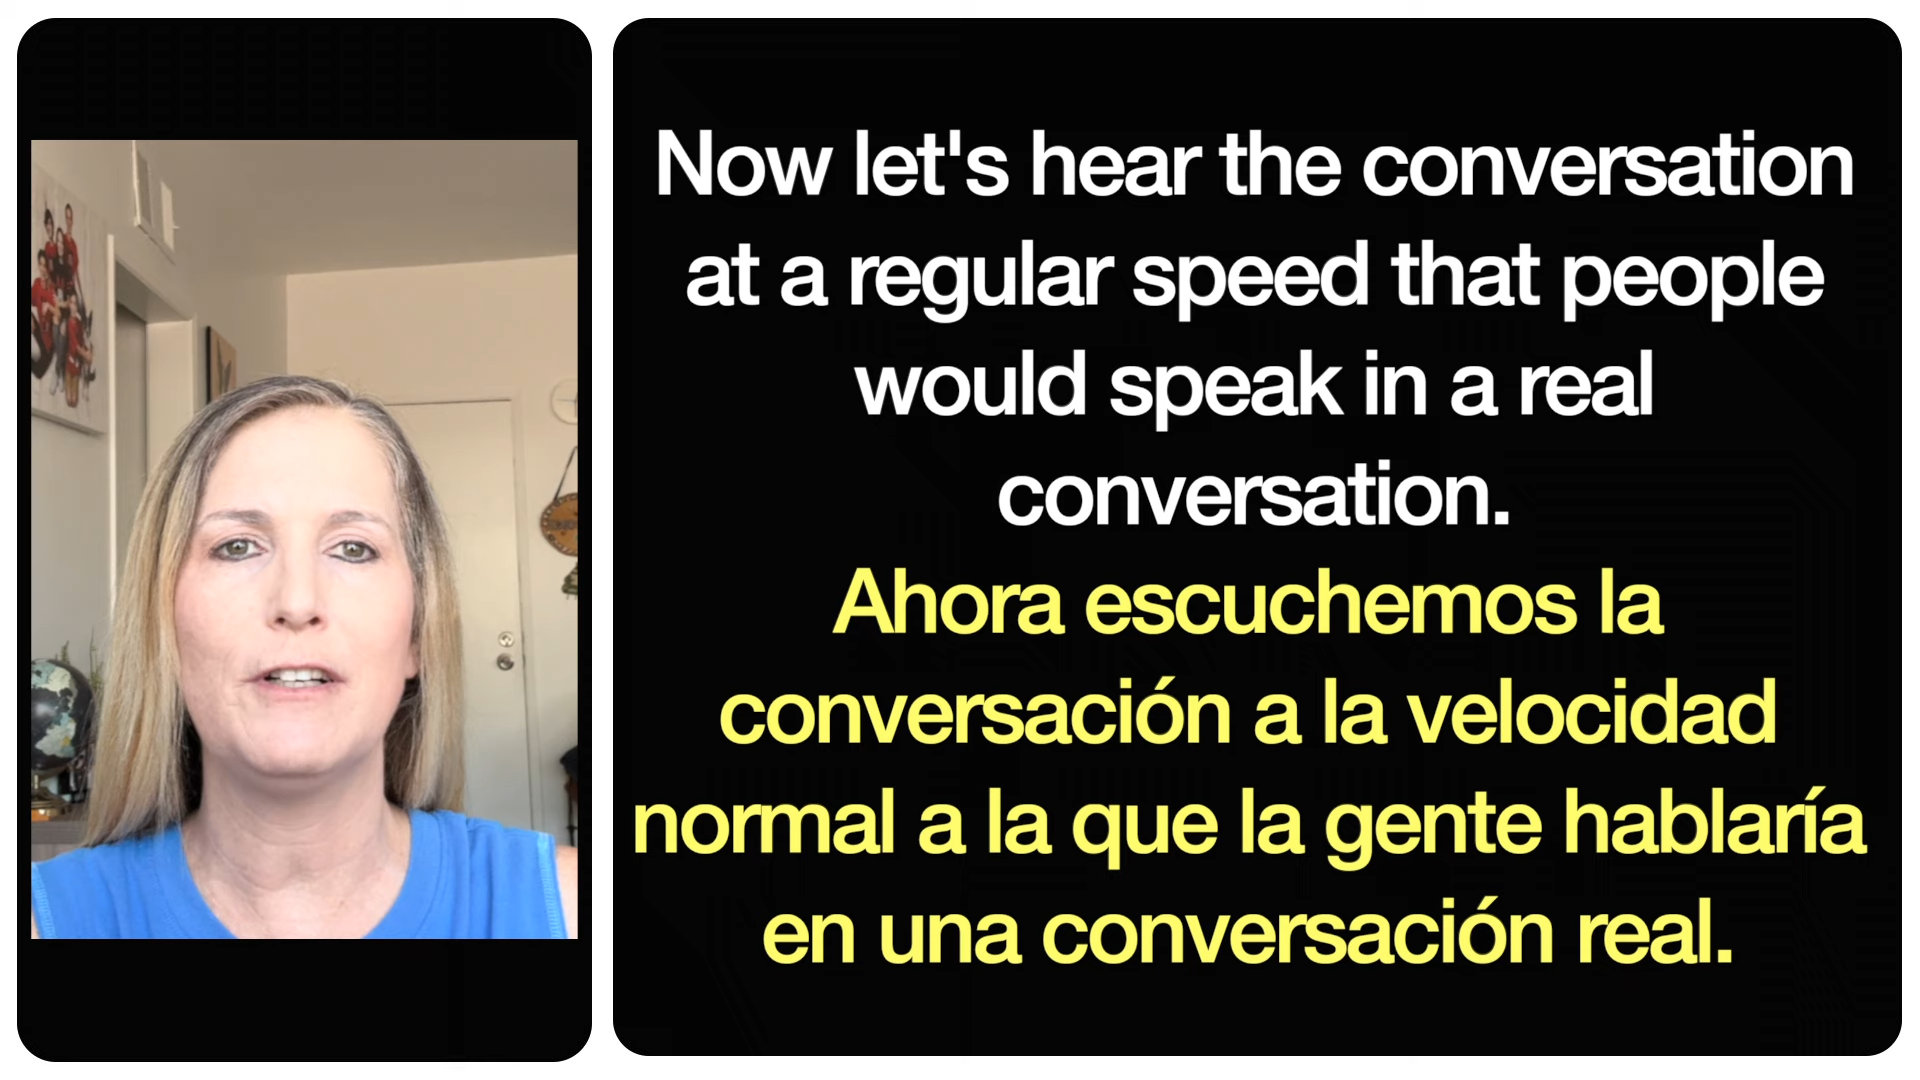 Now let's hear the conversation
at a regular speed that people
would speak in a real
conversation.
Ahora escuchemos la
conversación a la velocidad
normal a la que la gente hablaría
en una conversación real.